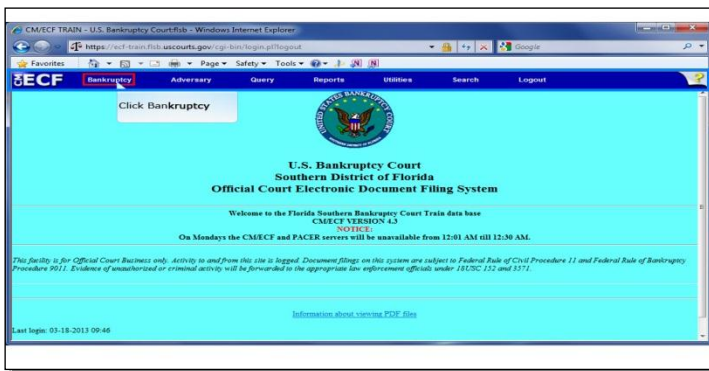 CM/ECF TRAIN - U.S. Bankruptcy Court:flsb - Windows Internet Explorer
https://ecf-train.flsb.uscourts.gov/cgi-bin/login.pl?logout
Google
Favorites Page Safety Tools
ECF Bankruptcy Adversary Query Reports Utilities Search Logout ?
Click Bankruptcy
U.S. Bankruptcy Court
Southern District of Florida
Official Court Electronic Document Filing System
Welcome to the Florida Southern Bankruptcy Court Train data base
CM/ECF VERSION 4.3
NOTICE:
On Mondays the CM/ECF and PACER servers will be unavailable from 12:01 AM till 12:30 AM.
This facility is for Official Court Business only. Activity to and from this site is logged. Document filings on this system are subject to Federal Rule of Civil Procedure 11 and Federal Rule of Bankruptcy
Procedure 9011. Evidence of unauthorized or criminal activity will be forwarded to the appropriate law enforcement officials under 18USC 152 and 3571.
Information about viewing PDF files
Last login: 03-18-2013 09:46